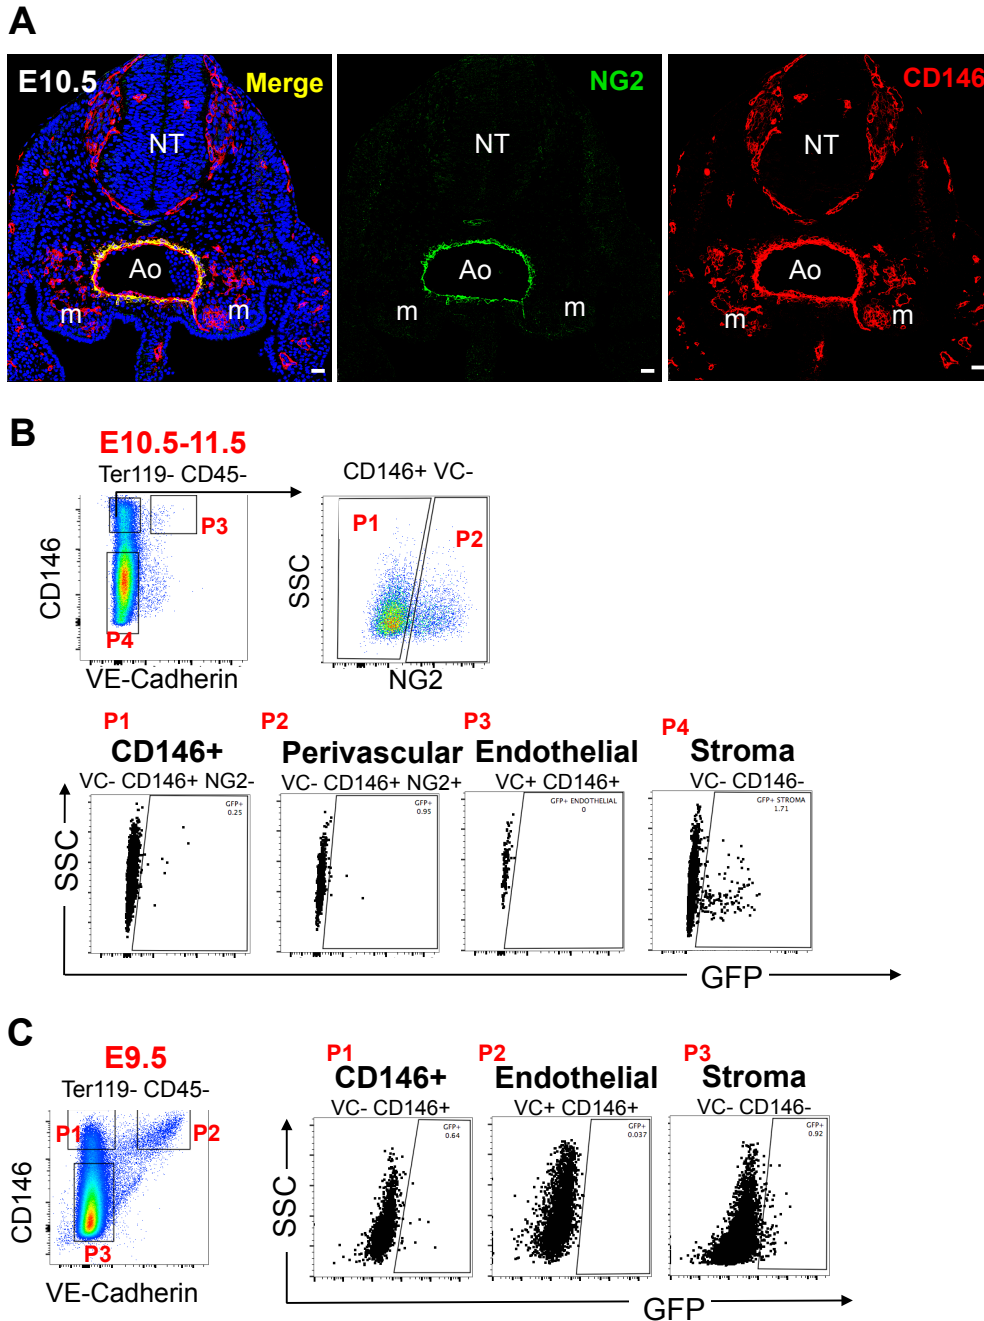 A
E10.5
Merge
NT
Ao
m
m
NG2
NT
Ao
m
m
CD146
NT
Ao
m
m
B
E10.5-11.5
Ter119- CD45-
CD146
P3
P4
VE-Cadherin
CD146+ VC-
SSC
P1
P2
NG2
P1
CD146+
VC- CD146+ NG2-
GFP+
0.25
P2
Perivascular
VC- CD146+ NG2+
GFP+
0.95
P3
Endothelial
VC+ CD146+
GFP+ ENDOTHELIAL
0
P4
Stroma
VC- CD146-
GFP+ STROMA
1.71
SSC
GFP
C
E9.5
Ter119- CD45-
CD146
P1
P2
P3
VE-Cadherin
P1
CD146+
VC- CD146+
GFP+
0.64
P2
Endothelial
VC+ CD146+
GFP+
0.037
P3
Stroma
VC- CD146-
GFP+
0.92
SSC
GFP